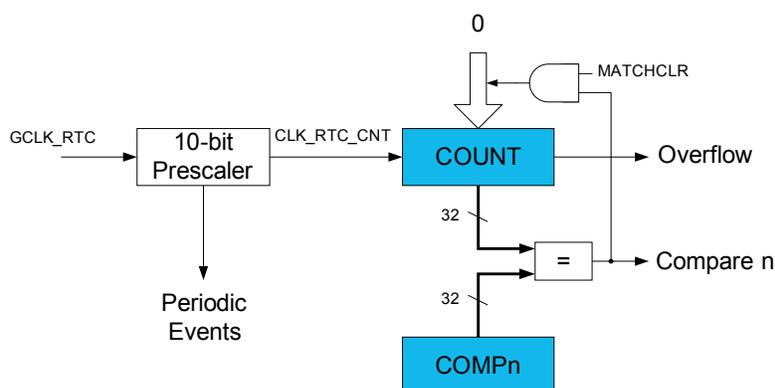 0
MATCHCLR
GCLK_RTC
10-bit
Prescaler
CLK_RTC_CNT
COUNT
Overflow
32
=
Compare n
32
Periodic
Events
COMPn